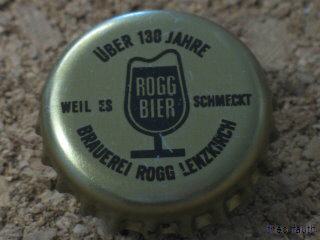 ÜBER 130 JAHRE
ROGG
BIER
WEIL ES SCHMECKT
BRAUEREI ROGG LENZKIRCH